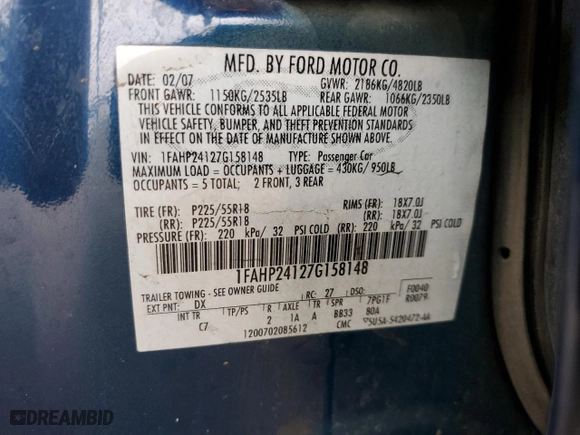 MFD. BY FORD MOTOR CO.
DATE: 02/07 GVWR: 2186KG/4820LB
FRONT GAWR: 1150KG/2535LB REAR GAWR: 1066KG/2350LB
THIS VEHICLE CONFORMS TO ALL APPLICABLE FEDERAL MOTOR
VEHICLE SAFETY, BUMPER, AND THEFT PREVENTION STANDARDS
IN EFFECT ON THE DATE OF MANUFACTURE SHOWN ABOVE.
VIN: 1FAHP24127G158148 TYPE: Passenger Car
MAXIMUM LOAD = OCCUPANTS + LUGGAGE = 430KG/950LB
OCCUPANTS = 5 TOTAL: 2 FRONT, 3 REAR
TIRE (FR): P225/55R18 RIMS (FR): 18X7.0J
(RR): P225/55R18 (RR): 18X7.0J
PRESSURE (FR): 220 kPa/ 32 PSI COLD (RR): 220 kPa/ 32 PSI COLD
1FAHP24127G158148
TRAILER TOWING - SEE OWNER GUIDE
EXT PNT: DX RC: 27 DSO: F0040
R0079
INT TR TP/PS R AXLE TR SPR 7PGTF
C7 2 1A A BB33 80A
1200702085612 CMC 5U5A-5420472-AA
DREAMBID